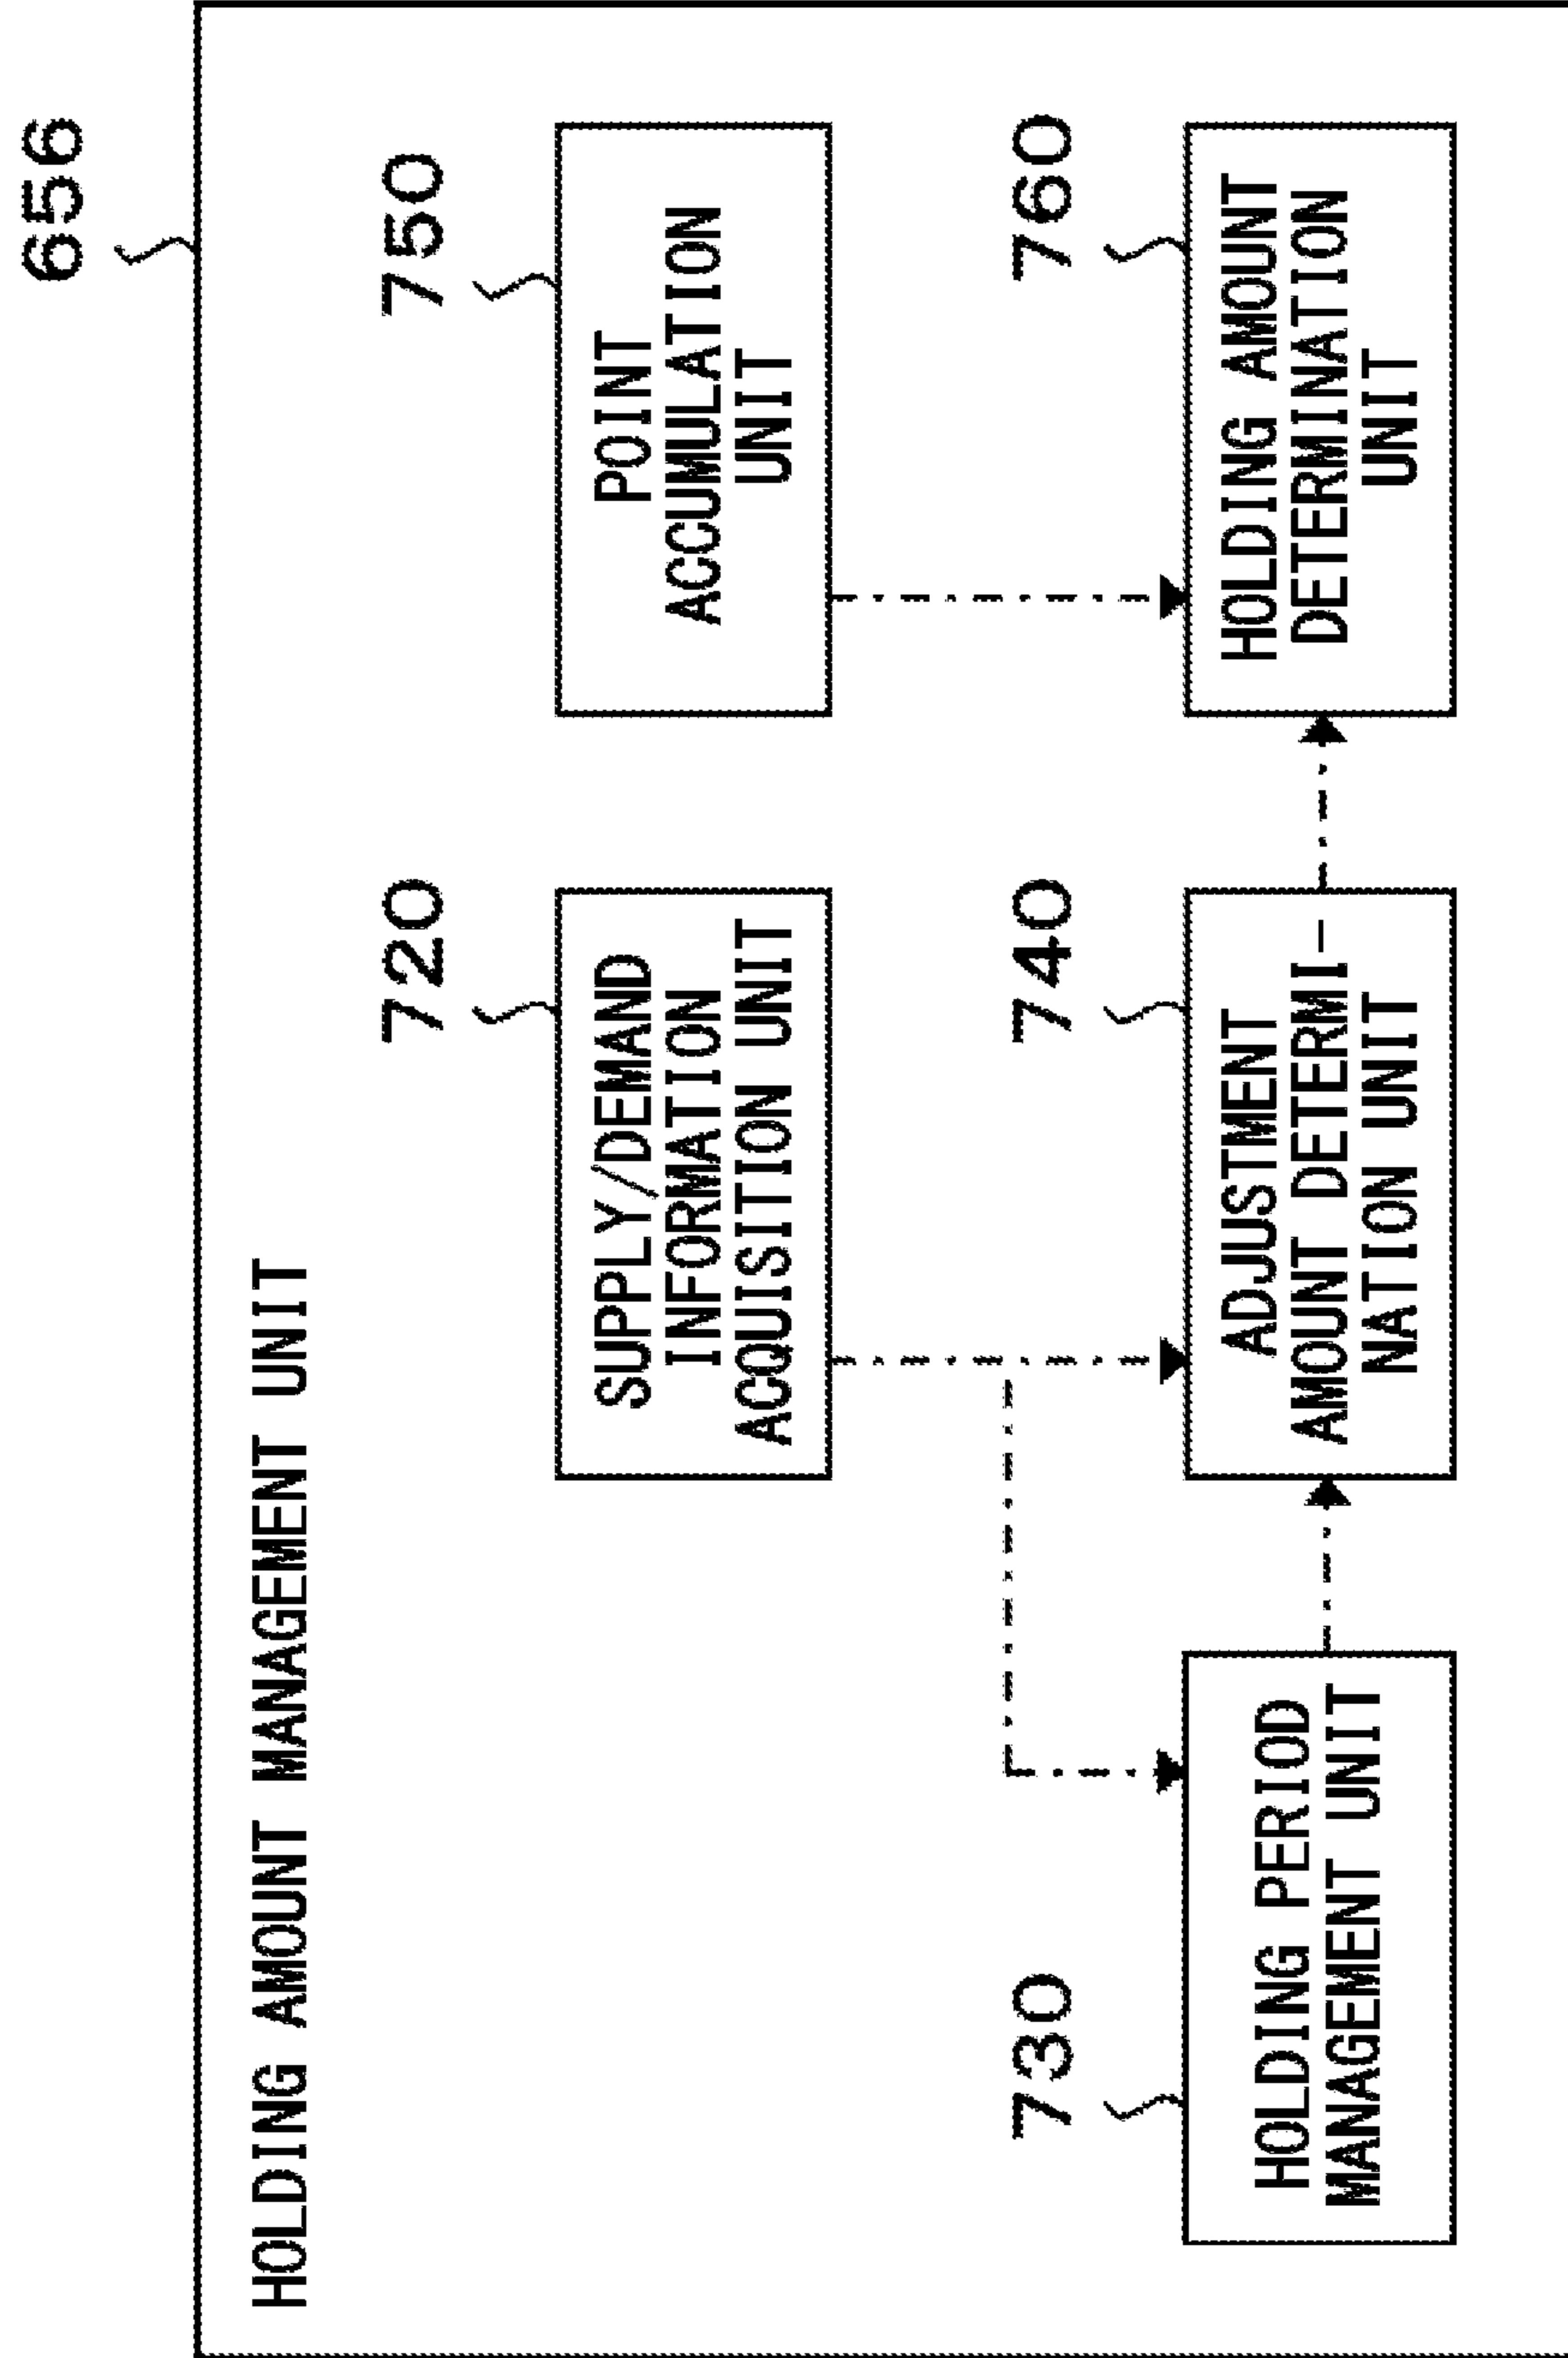 656
HOLDING AMOUNT MANAGEMENT UNIT
720
SUPPLY/DEMAND
INFORMATION
ACQUISITION UNIT
750
POINT
ACCUMULATION
UNIT
730
HOLDING PERIOD
MANAGEMENT UNIT
740
ADJUSTMENT
AMOUNT DETERMI-
NATION UNIT
760
HOLDING AMOUNT
DETERMINATION
UNIT